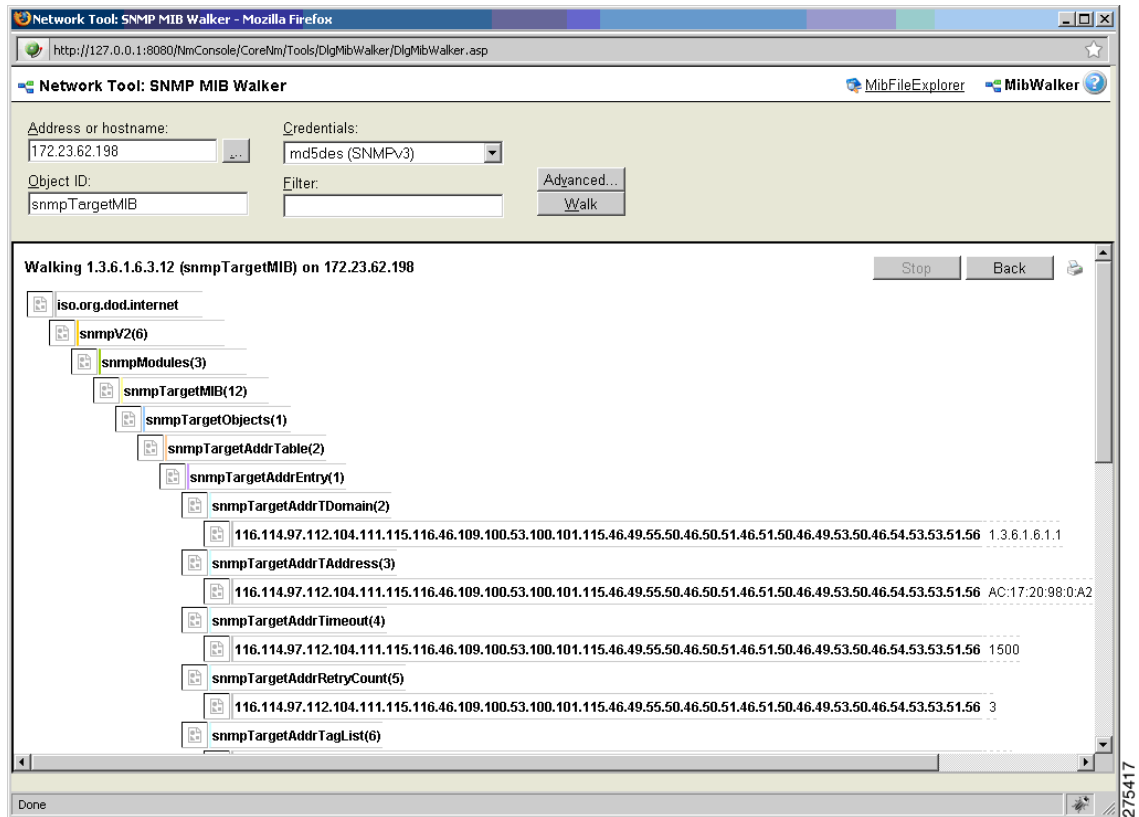 Network Tool: SNMP MIB Walker - Mozilla Firefox
http://127.0.0.1:8080/NmConsole/CoreNm/Tools/DlgMibWalker/DlgMibWalker.asp
Network Tool: SNMP MIB Walker MibFileExplorer MibWalker ?
Address or hostname: Credentials:
172.23.62.198 ... md5des (SNMPv3)
Object ID: Filter: Advanced...
snmpTargetMIB Walk
Walking 1.3.6.1.6.3.12 (snmpTargetMIB) on 172.23.62.198 Stop Back
iso.org.dod.internet
snmpV2(6)
snmpModules(3)
snmpTargetMIB(12)
snmpTargetObjects(1)
snmpTargetAddrTable(2)
snmpTargetAddrEntry(1)
snmpTargetAddrTDomain(2)
116.114.97.112.104.111.115.116.46.109.100.53.100.101.115.46.49.55.50.46.50.51.46.51.50.46.49.53.50.46.54.53.53.51.56 1.3.6.1.6.1.1
snmpTargetAddrTAddress(3)
116.114.97.112.104.111.115.116.46.109.100.53.100.101.115.46.49.55.50.46.50.51.46.51.50.46.49.53.50.46.54.53.53.51.56 AC:17:20:98:0:A2
snmpTargetAddrTimeout(4)
116.114.97.112.104.111.115.116.46.109.100.53.100.101.115.46.49.55.50.46.50.51.46.51.50.46.49.53.50.46.54.53.53.51.56 1500
snmpTargetAddrRetryCount(5)
116.114.97.112.104.111.115.116.46.109.100.53.100.101.115.46.49.55.50.46.50.51.46.51.50.46.49.53.50.46.54.53.53.51.56 3
snmpTargetAddrTagList(6)
Done
275417